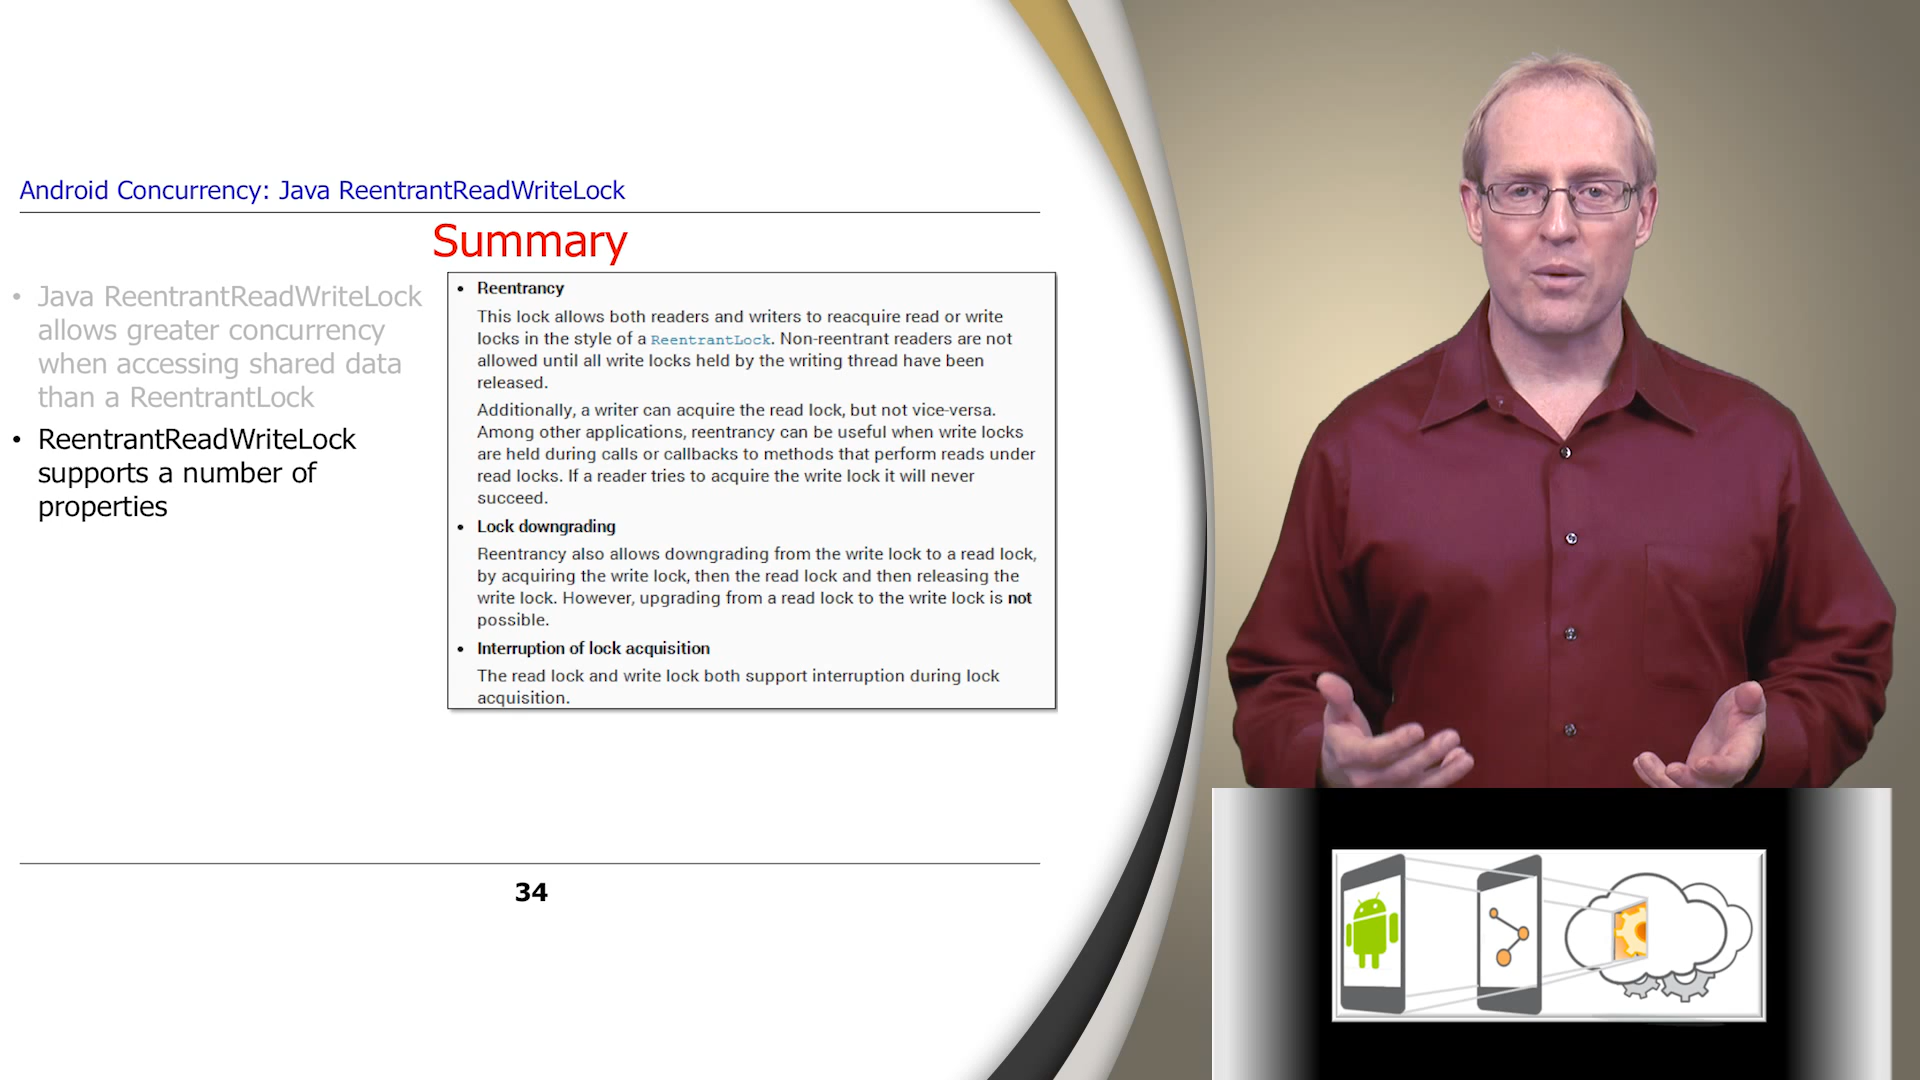 Android Concurrency: Java ReentrantReadWriteLock
Summary
• Java ReentrantReadWriteLock
allows greater concurrency
when accessing shared data
than a ReentrantLock
• ReentrantReadWriteLock
supports a number of
properties
• Reentrancy
This lock allows both readers and writers to reacquire read or write
locks in the style of a ReentrantLock. Non-reentrant readers are not
allowed until all write locks held by the writing thread have been
released.
Additionally, a writer can acquire the read lock, but not vice-versa.
Among other applications, reentrancy can be useful when write locks
are held during calls or callbacks to methods that perform reads under
read locks. If a reader tries to acquire the write lock it will never
succeed.
• Lock downgrading
Reentrancy also allows downgrading from the write lock to a read lock,
by acquiring the write lock, then the read lock and then releasing the
write lock. However, upgrading from a read lock to the write lock is not
possible.
• Interruption of lock acquisition
The read lock and write lock both support interruption during lock
acquisition.
34